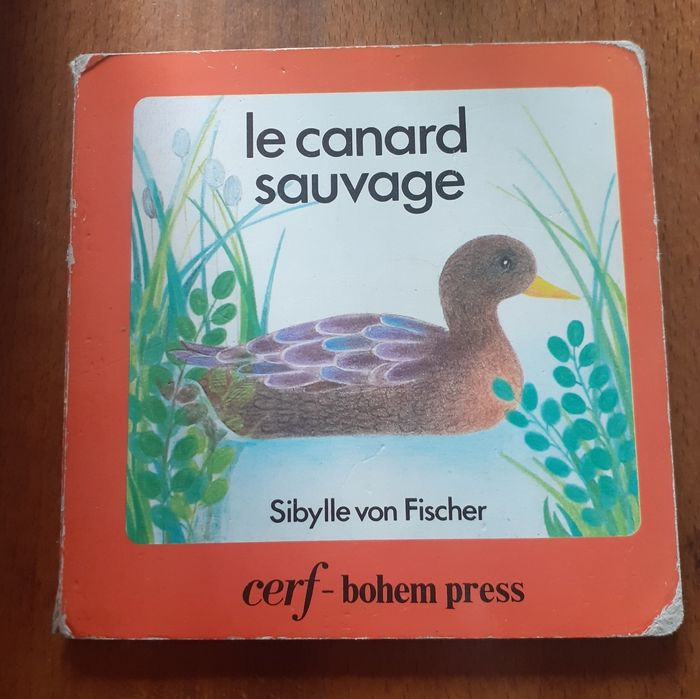 le canard
sauvage
Sibylle von Fischer
cerf - bohem press